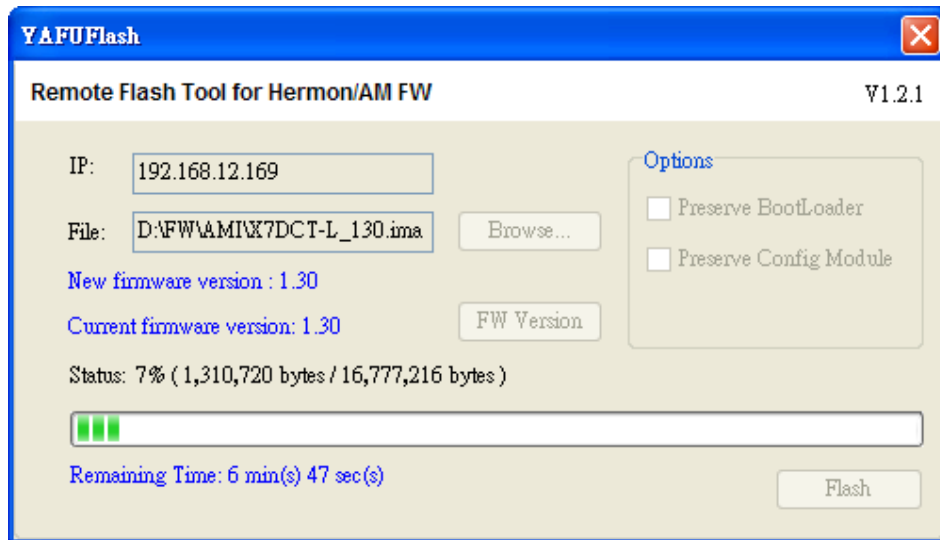 YAFUFlash
Remote Flash Tool for Hermon/AM FW V1.2.1
IP: 192.168.12.169
Options
Preserve BootLoader
File: D:\FW\AMI\X7DCT-L_130.ima Browse...
Preserve Config Module
New firmware version : 1.30
Current firmware version: 1.30 FW Version
Status: 7% ( 1,310,720 bytes / 16,777,216 bytes )
Remaining Time: 6 min(s) 47 sec(s)
Flash